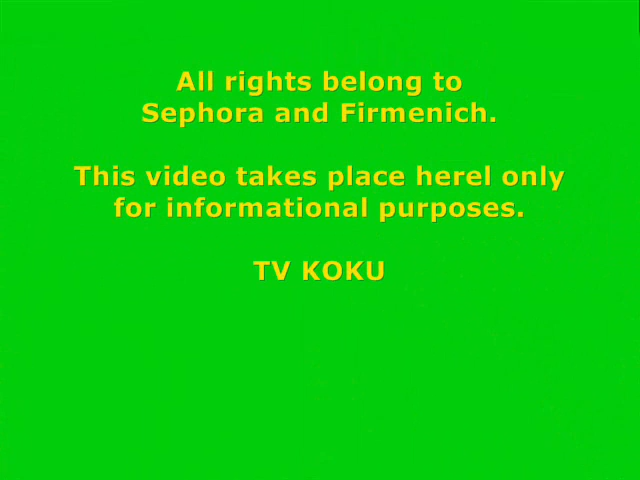 All rights belong to
Sephora and Firmenich.
This video takes place herel only
for informational purposes.
TV KOKU